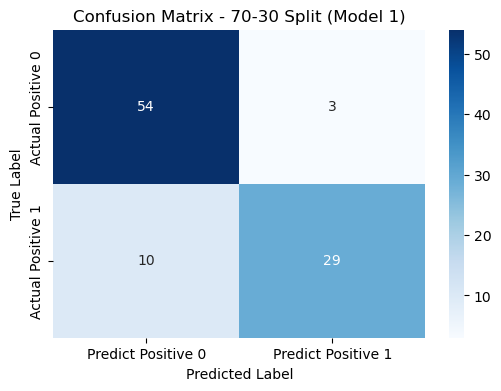 Confusion Matrix - 70-30 Split (Model 1)
True Label
Actual Positive 0
Actual Positive 1
54
3
10
29
Predict Positive 0
Predict Positive 1
Predicted Label
50
40
30
20
10